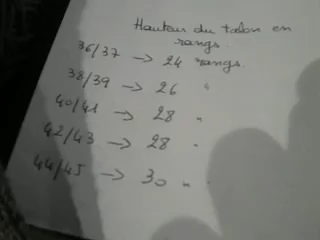 Hauteur du talon en
rangs.
36/37 → 24 rangs.
38/39 → 26 "
40/41 → 28 "
42/43 → 28 "
44/45 → 30 "